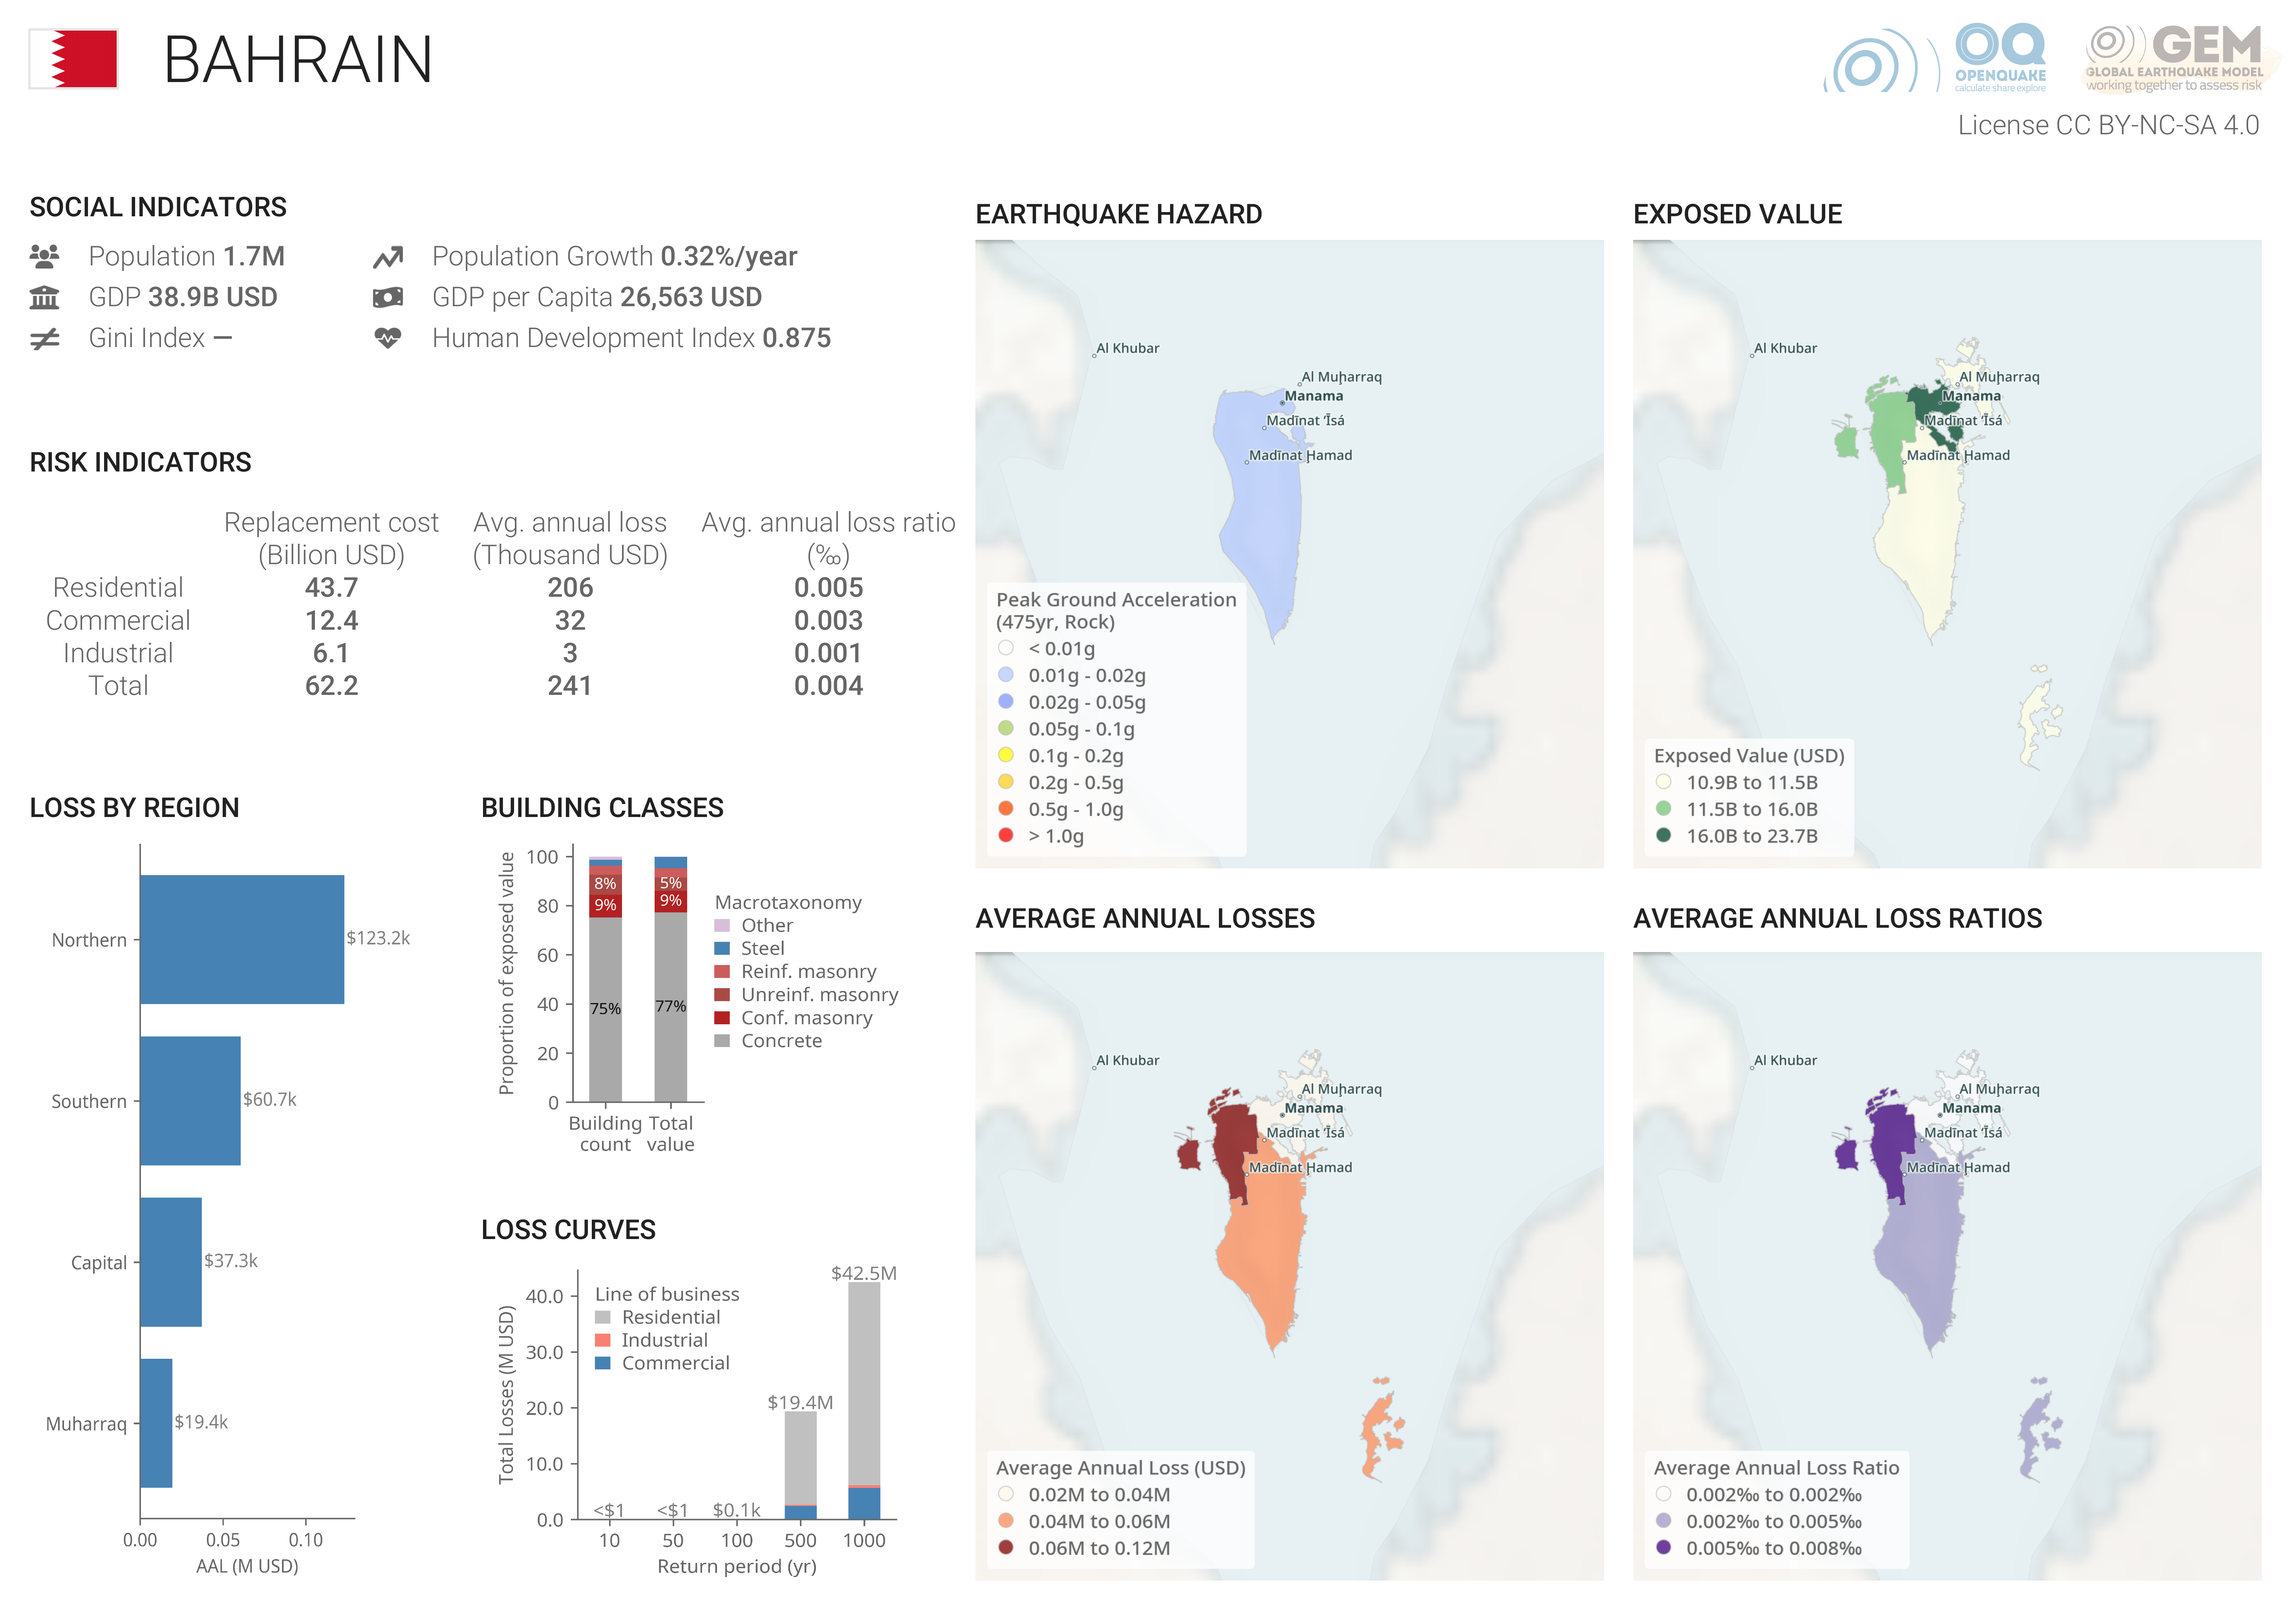 BAHRAIN
OQ
OPENQUAKE
calculate share explore
GEM
GLOBAL EARTHQUAKE MODEL
working together to assess risk
License CC BY-NC-SA 4.0
SOCIAL INDICATORS
Population 1.7M
Population Growth 0.32%/year
GDP 38.9B USD
GDP per Capita 26,563 USD
Gini Index —
Human Development Index 0.875
RISK INDICATORS
Replacement cost (Billion USD) Avg. annual loss (Thousand USD) Avg. annual loss ratio (‰)
Residential 43.7 206 0.005
Commercial 12.4 32 0.003
Industrial 6.1 3 0.001
Total 62.2 241 0.004
LOSS BY REGION
Northern $123.2k
Southern $60.7k
Capital $37.3k
Muharraq $19.4k
0.00 0.05 0.10
AAL (M USD)
BUILDING CLASSES
Proportion of exposed value
100
80
60
40
20
0
8% 5%
9% 9%
75% 77%
Building count
Total value
Macrotaxonomy
Other
Steel
Reinf. masonry
Unreinf. masonry
Conf. masonry
Concrete
LOSS CURVES
Total Losses (M USD)
40.0
30.0
20.0
10.0
0.0
Line of business
Residential
Industrial
Commercial
<$1 <$1 $0.1k $19.4M $42.5M
10 50 100 500 1000
Return period (yr)
EARTHQUAKE HAZARD
Al Khubar
Al Muḩarraq
Manama
Madīnat ‘Īsá
Madīnat Ḩamad
Peak Ground Acceleration
(475yr, Rock)
< 0.01g
0.01g - 0.02g
0.02g - 0.05g
0.05g - 0.1g
0.1g - 0.2g
0.2g - 0.5g
0.5g - 1.0g
> 1.0g
EXPOSED VALUE
Al Khubar
Al Muḩarraq
Manama
Madīnat ‘Īsá
Madīnat Ḩamad
Exposed Value (USD)
10.9B to 11.5B
11.5B to 16.0B
16.0B to 23.7B
AVERAGE ANNUAL LOSSES
Al Khubar
Al Muḩarraq
Manama
Madīnat ‘Īsá
Madīnat Ḩamad
Average Annual Loss (USD)
0.02M to 0.04M
0.04M to 0.06M
0.06M to 0.12M
AVERAGE ANNUAL LOSS RATIOS
Al Khubar
Al Muḩarraq
Manama
Madīnat ‘Īsá
Madīnat Ḩamad
Average Annual Loss Ratio
0.002‰ to 0.002‰
0.002‰ to 0.005‰
0.005‰ to 0.008‰